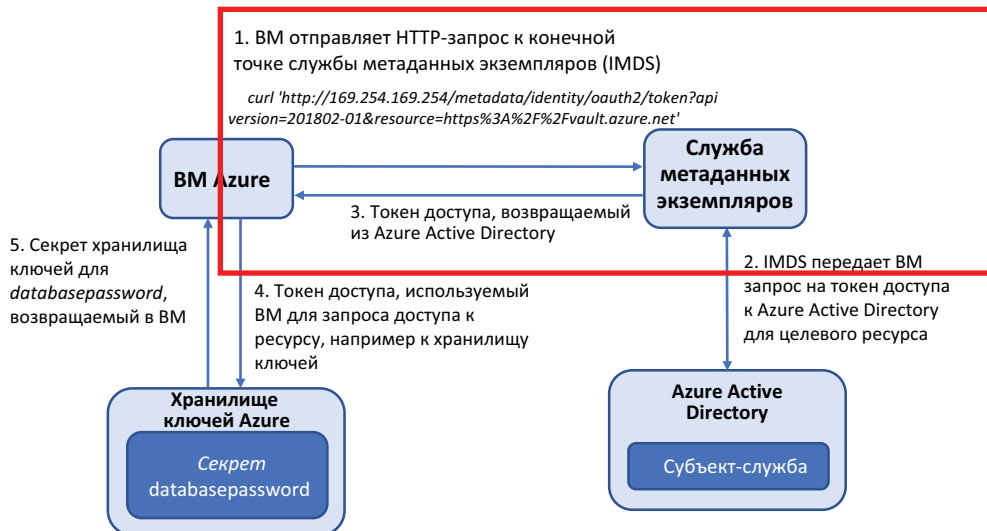 1. ВМ отправляет HTTP-запрос к конечной
точке службы метаданных экземпляров (IMDS)
curl 'http://169.254.169.254/metadata/identity/oauth2/token?api
version=201802-01&resource=https%3A%2F%2Fvault.azure.net'
ВМ Azure
Служба
метаданных
экземпляров
3. Токен доступа, возвращаемый
из Azure Active Directory
5. Секрет хранилища
ключей для
databasepassword,
возвращаемый в ВМ
2. IMDS передает ВМ
запрос на токен доступа
к Azure Active Directory
для целевого ресурса
4. Токен доступа, используемый
ВМ для запроса доступа к
ресурсу, например к хранилищу
ключей
Хранилище
ключей Azure
Секрет
databasepassword
Azure Active
Directory
Субъект-служба